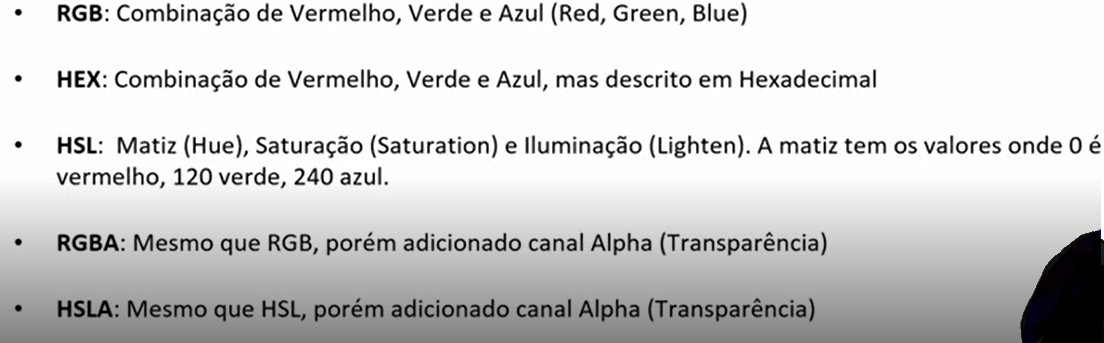 • RGB: Combinação de Vermelho, Verde e Azul (Red, Green, Blue)
• HEX: Combinação de Vermelho, Verde e Azul, mas descrito em Hexadecimal
• HSL: Matiz (Hue), Saturação (Saturation) e Iluminação (Lighten). A matiz tem os valores onde 0 é
vermelho, 120 verde, 240 azul.
• RGBA: Mesmo que RGB, porém adicionado canal Alpha (Transparência)
• HSLA: Mesmo que HSL, porém adicionado canal Alpha (Transparência)